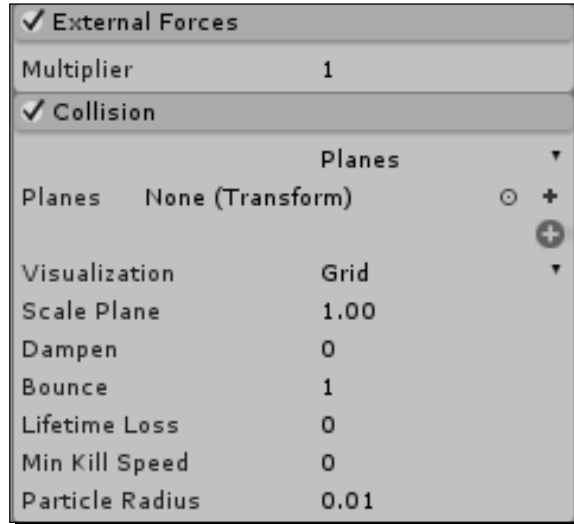 External Forces
Multiplier 1
Collision
Planes
Planes None (Transform)
Visualization Grid
Scale Plane 1.00
Dampen 0
Bounce 1
Lifetime Loss 0
Min Kill Speed 0
Particle Radius 0.01